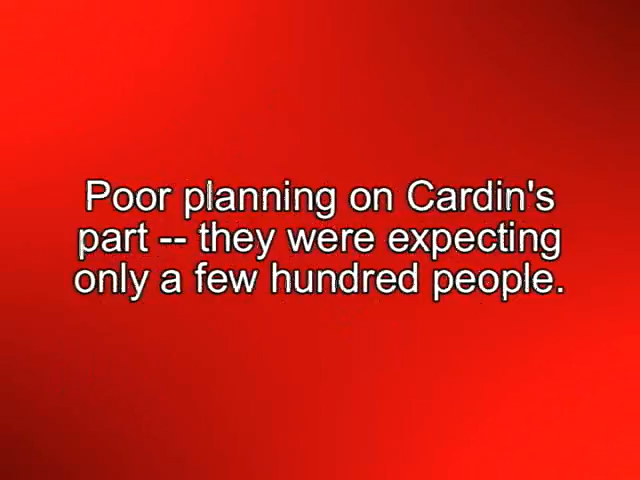 Poor planning on Cardin's
part -- they were expecting
only a few hundred people.